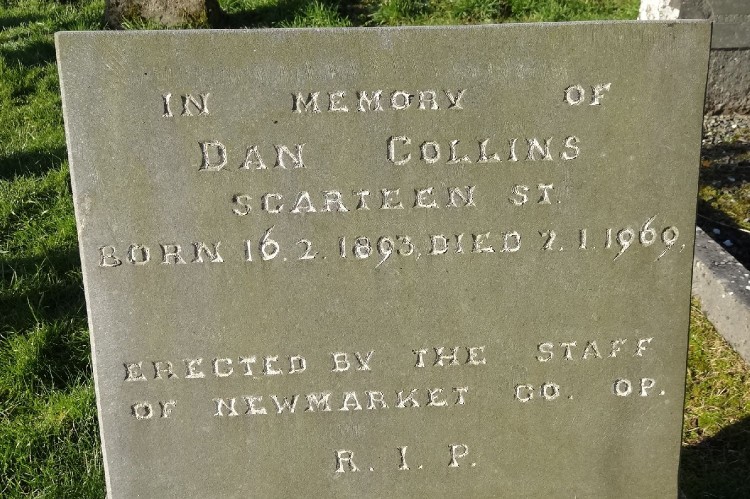 IN MEMORY OF
DAN COLLINS
SCARTEEN ST.
BORN 16.2.1893, DIED 7.1.1969.
ERECTED BY THE STAFF
OF NEWMARKET CO. OP.
R. I. P.